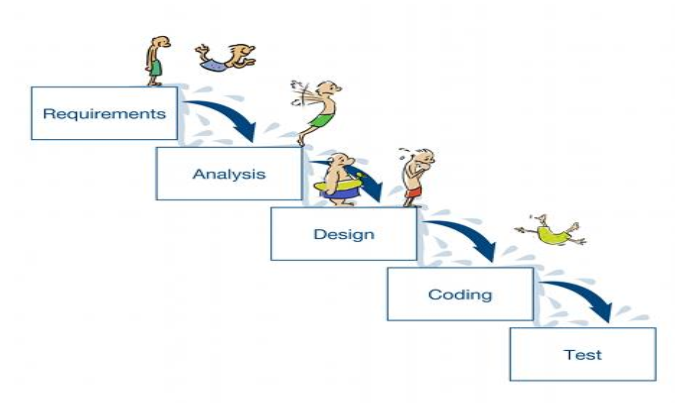 Requirements
Analysis
Design
Coding
Test